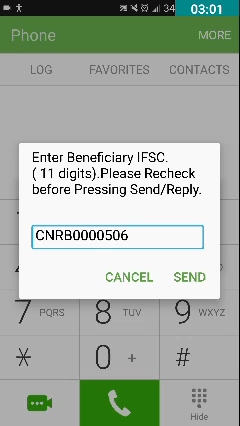 34 03:01
Phone MORE
LOG FAVORITES CONTACTS
Enter Beneficiary IFSC.
( 11 digits).Please Recheck
before Pressing Send/Reply.
CNRB0000506
CANCEL SEND
7 PQRS 8 TUV 9 WXYZ
* 0 + #
Hide